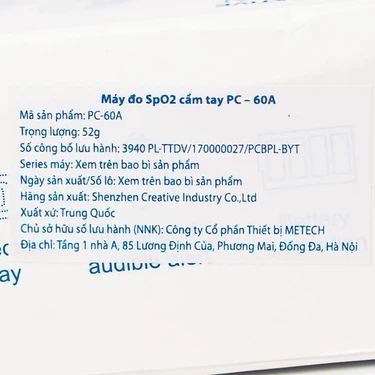 Máy đo SpO2 cầm tay PC – 60A
Mã sản phẩm: PC-60A
Trọng lượng: 52g
Số công bố lưu hành: 3940 PL-TTDV/170000027/PCBPL-BYT
Series máy: Xem trên bao bì sản phẩm
Ngày sản xuất/Số lô: Xem trên bao bì sản phẩm
Hãng sản xuất: Shenzhen Creative Industry Co.,Ltd
Xuất xứ: Trung Quốc
Chủ sở hữu số lưu hành (NNK): Công ty Cổ phần Thiết bị METECH
Địa chỉ: Tầng 1 nhà A, 85 Lương Định Của, Phương Mai, Đống Đa, Hà Nội
audible